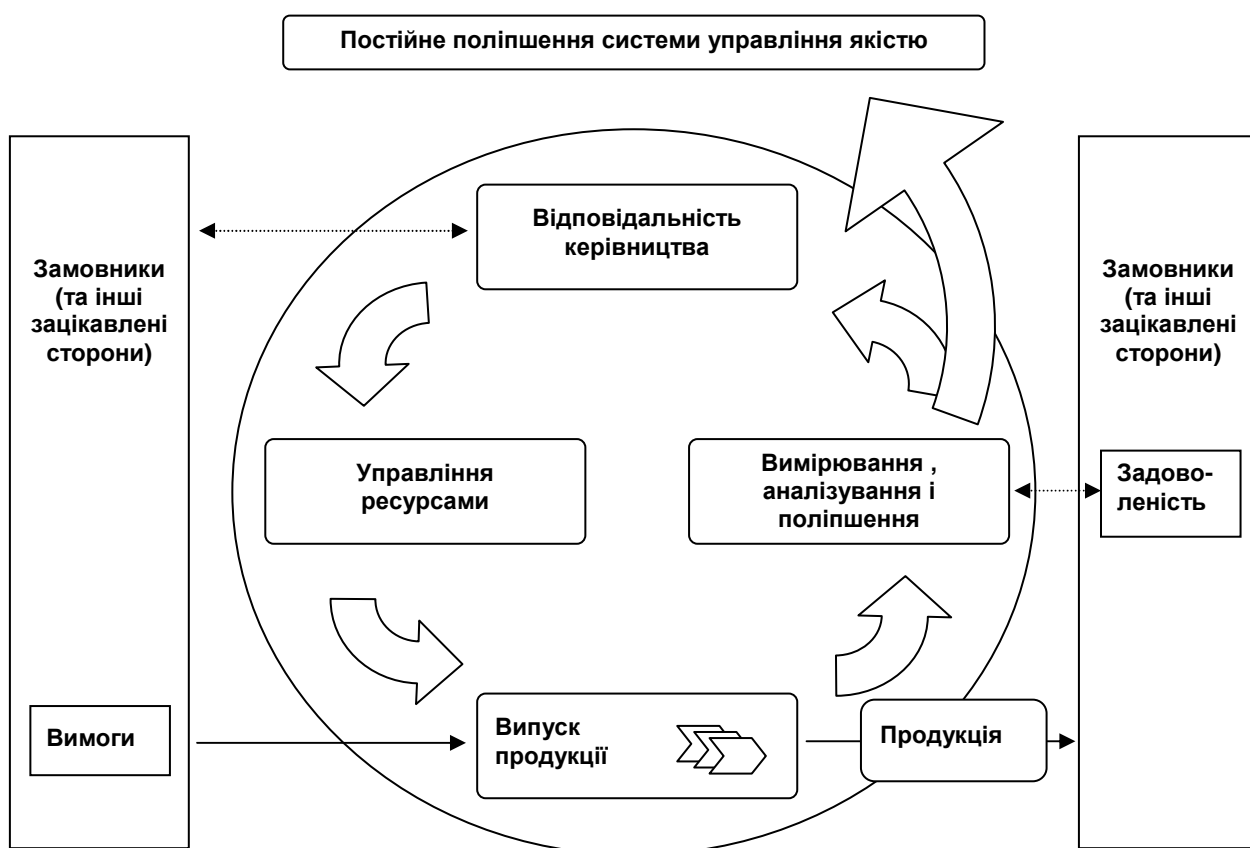 Постійне поліпшення системи управління якістю
Відповідальність
керівництва
Замовники
(та інші
зацікавлені
сторони)
Замовники
(та інші
зацікавлені
сторони)
Управління
ресурсами
Вимірювання ,
аналізування і
поліпшення
Задово-
леність
Вимоги
Випуск
продукції
Продукція